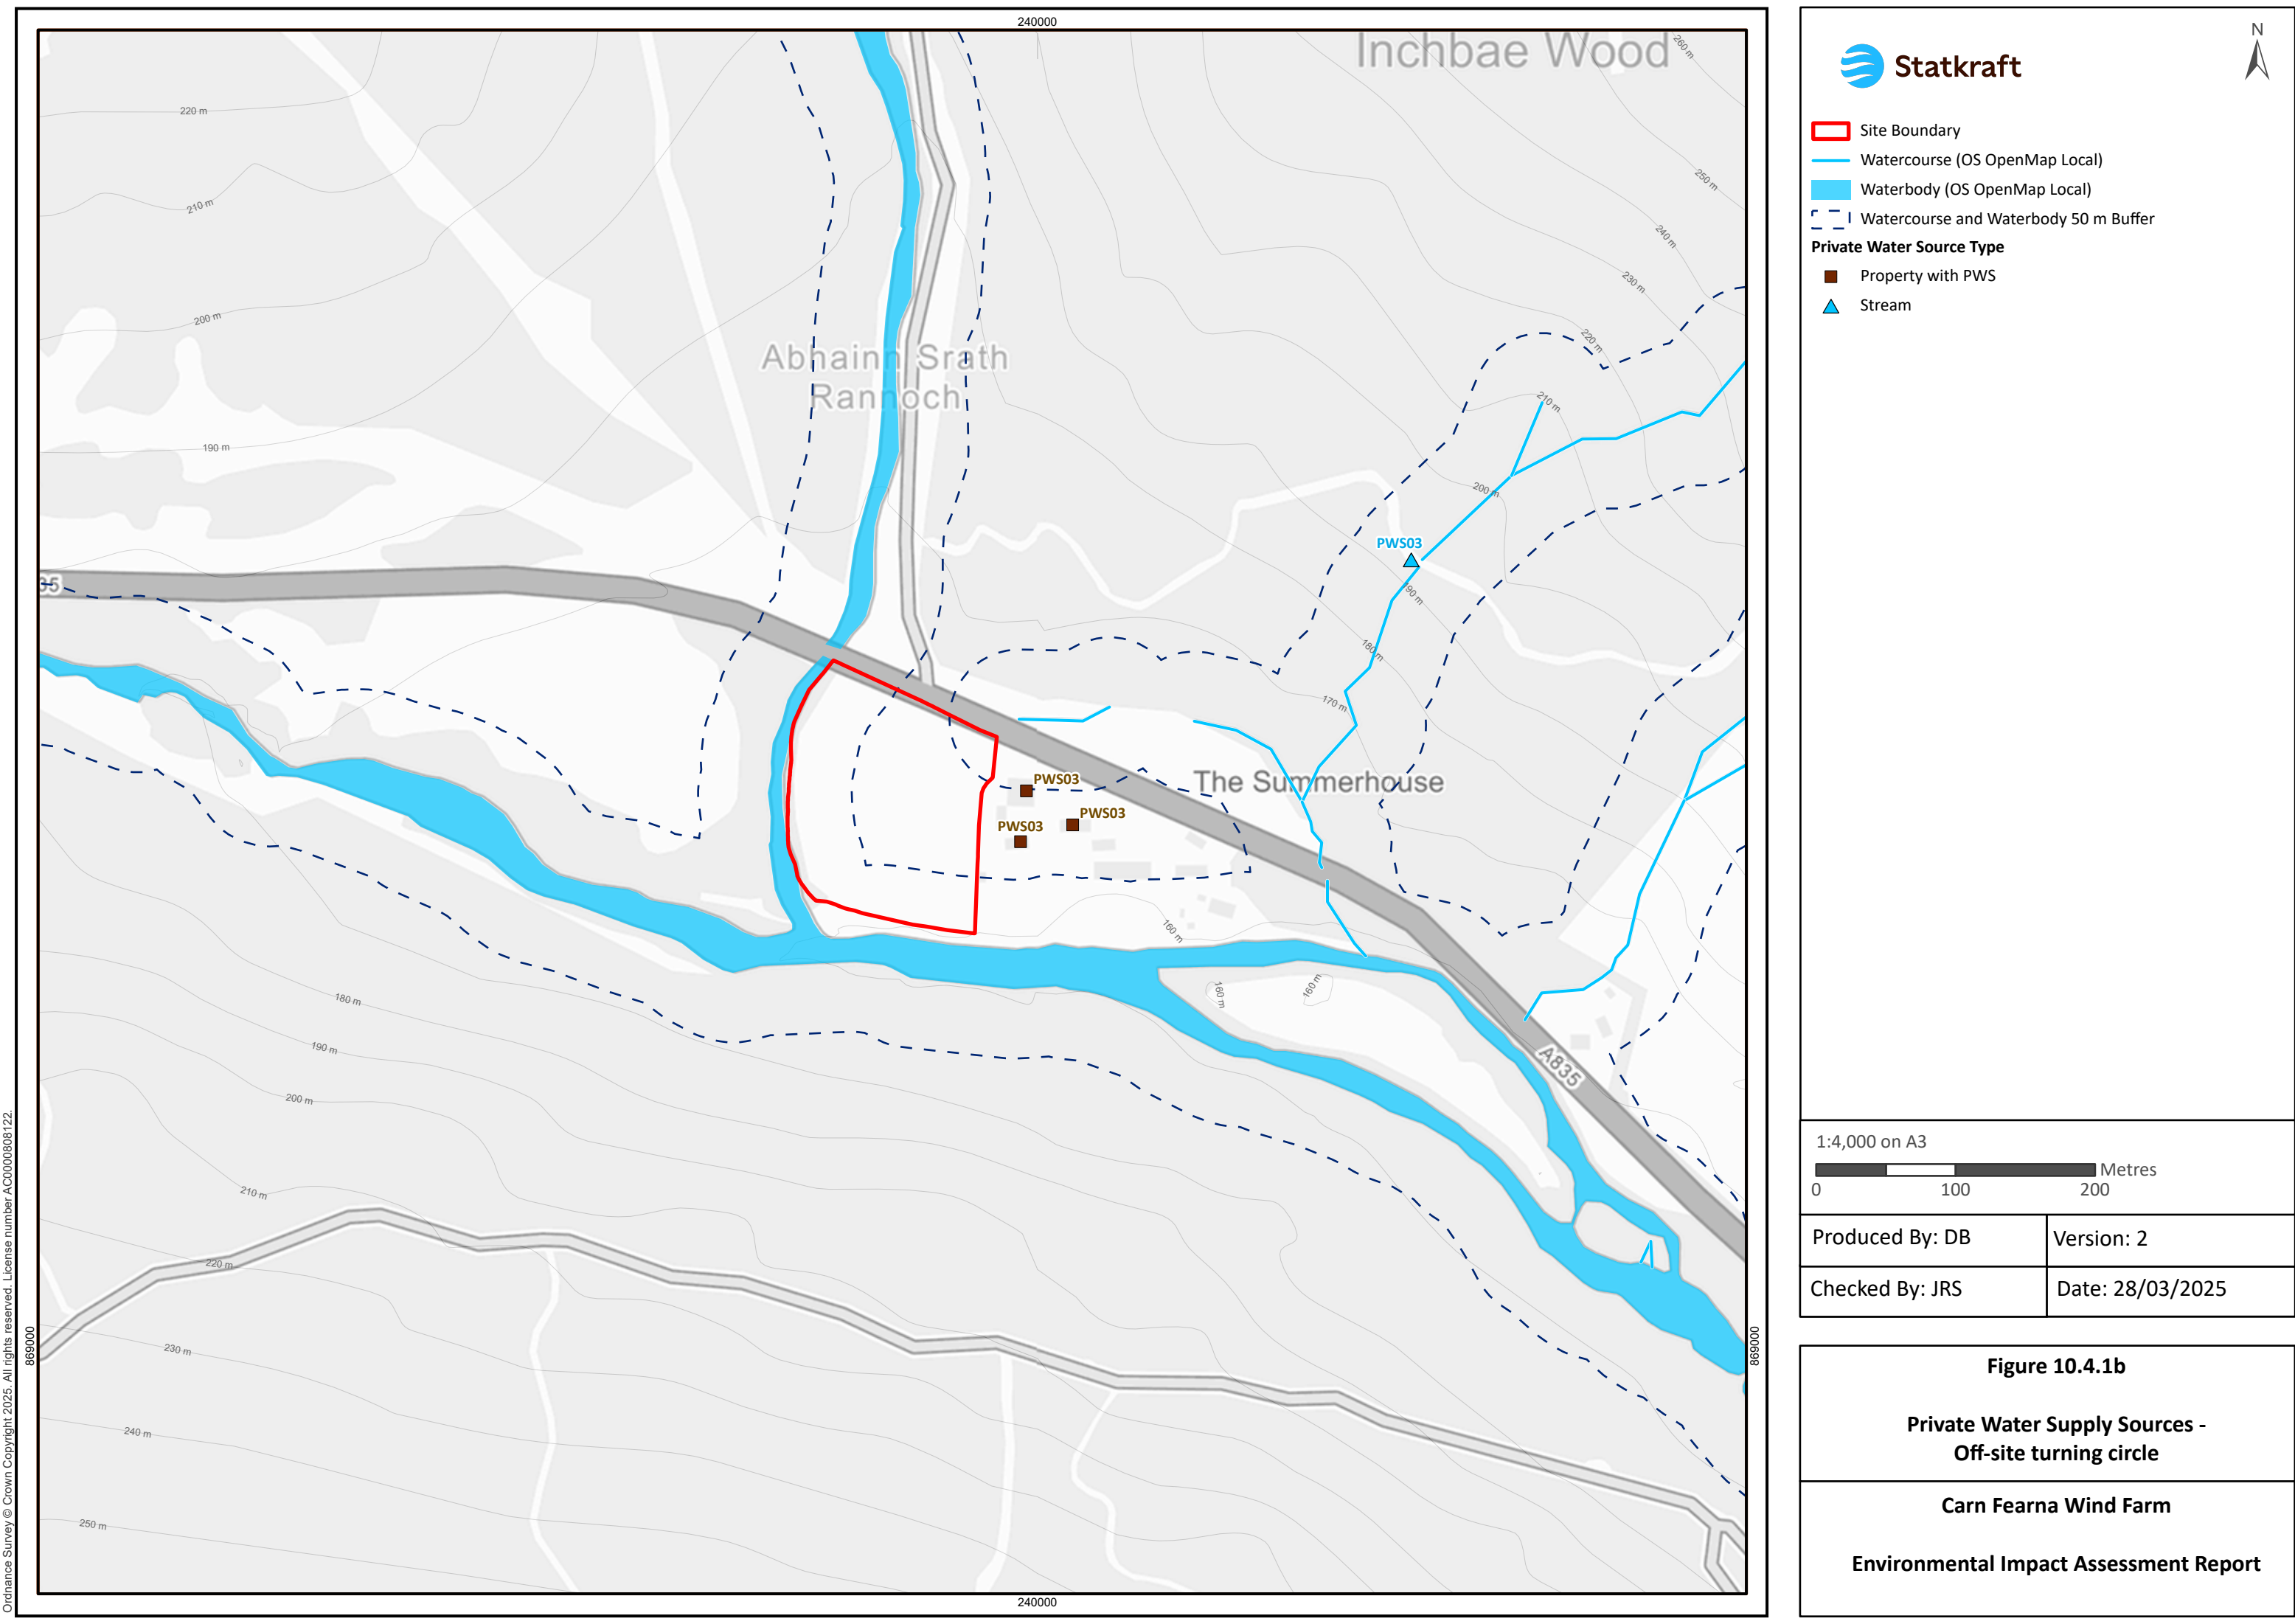 240000
Inchbae Wood
260 m
220 m
250 m
210 m
240 m
230 m
200 m
220 m
Abhainn Srath
Rannoch
210 m
190 m
200 m
PWS03
35
190 m
180 m
170 m
PWS03
The Summerhouse
PWS03
PWS03
160 m
160 m
160 m
180 m
190 m
A835
200 m
210 m
220 m
230 m
240 m
250 m
869000
869000
240000
Ordnance Survey © Crown Copyright 2025. All rights reserved. License number AC0000808122.
N
Statkraft
Site Boundary
Watercourse (OS OpenMap Local)
Waterbody (OS OpenMap Local)
Watercourse and Waterbody 50 m Buffer
Private Water Source Type
Property with PWS
Stream
1:4,000 on A3
Metres
0 100 200
Produced By: DB
Version: 2
Checked By: JRS
Date: 28/03/2025
Figure 10.4.1b
Private Water Supply Sources -
Off-site turning circle
Carn Fearna Wind Farm
Environmental Impact Assessment Report